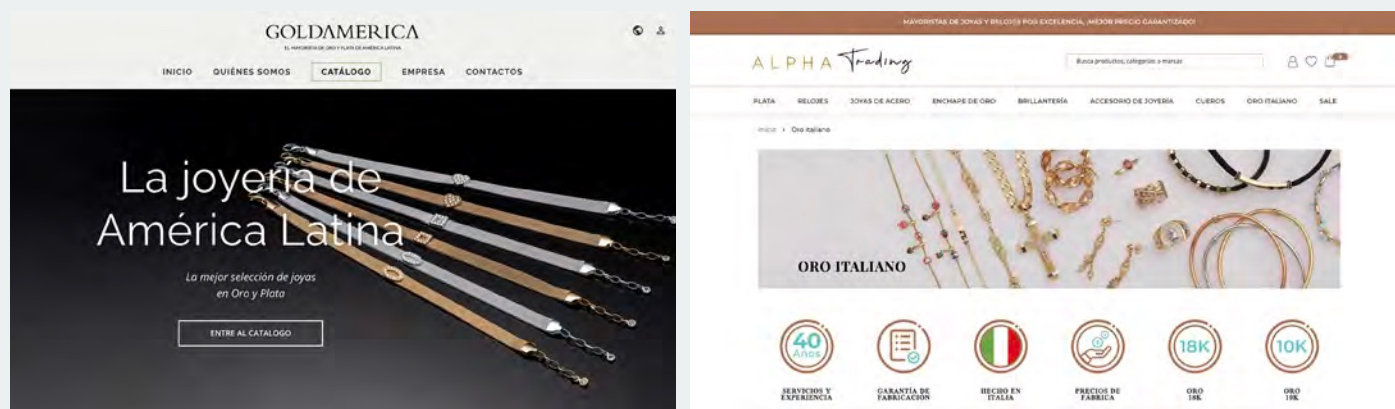 GOLDAMERICA
EL MAYORISTA DE ORO Y PLATA DE AMÉRICA LATINA
INICIO QUIÉNES SOMOS CATÁLOGO EMPRESA CONTACTOS
La joyería de
América Latina
La mejor selección de joyas
en Oro y Plata
ENTRE AL CATALOGO
MAYORISTAS DE JOYAS Y RELOJES POR EXCELENCIA, ¡MEJOR PRECIO GARANTIZADO!
ALPHA Trading
Busca productos, categorías o marcas
PLATA RELOJES JOYAS DE ACERO ENCHAPE DE ORO BRILLANTERÍA ACCESORIO DE JOYERÍA CUEROS ORO ITALIANO SALE
Inicio › Oro italiano
ORO ITALIANO
40
Años
18K
10K
SERVICIOS Y
EXPERIENCIA
GARANTÍA DE
FABRICACIÓN
HECHO EN
ITALIA
PRECIOS DE
FABRICA
ORO
18K
ORO
10K